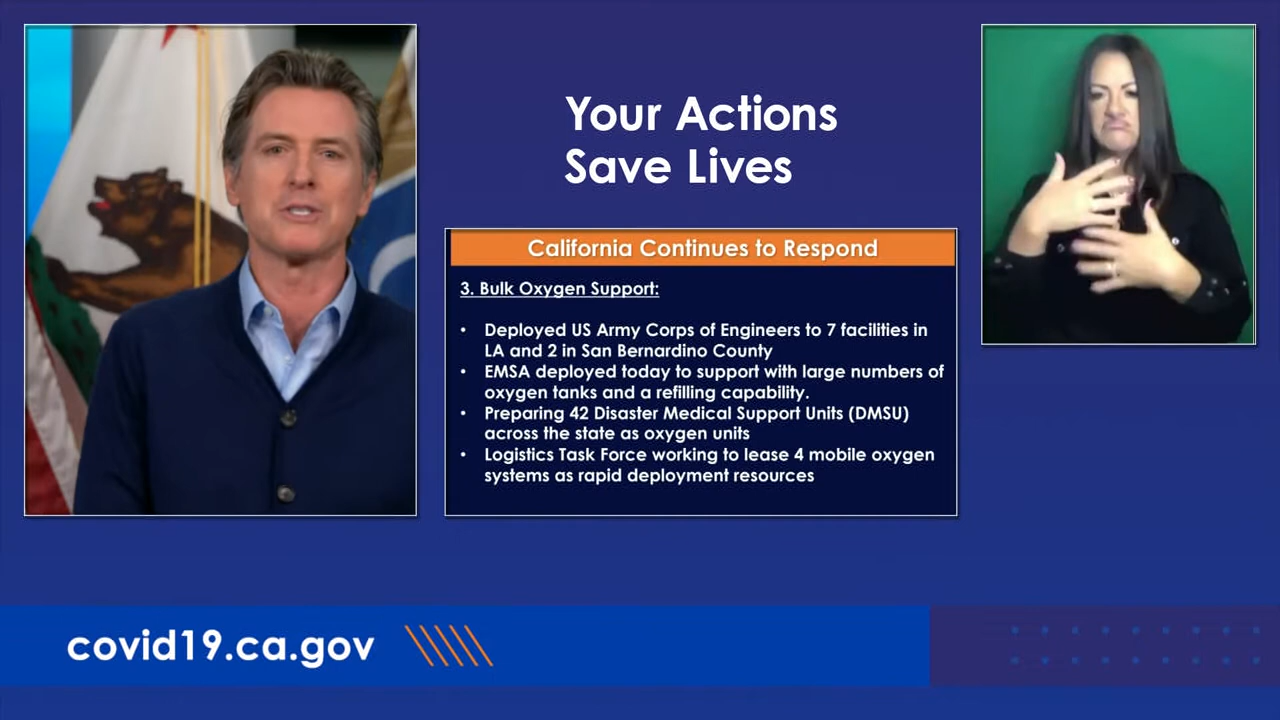 Your Actions
Save Lives
California Continues to Respond
3. Bulk Oxygen Support:
• Deployed US Army Corps of Engineers to 7 facilities in
LA and 2 in San Bernardino County
• EMSA deployed today to support with large numbers of
oxygen tanks and a refilling capability.
• Preparing 42 Disaster Medical Support Units (DMSU)
across the state as oxygen units
• Logistics Task Force working to lease 4 mobile oxygen
systems as rapid deployment resources
covid19.ca.gov